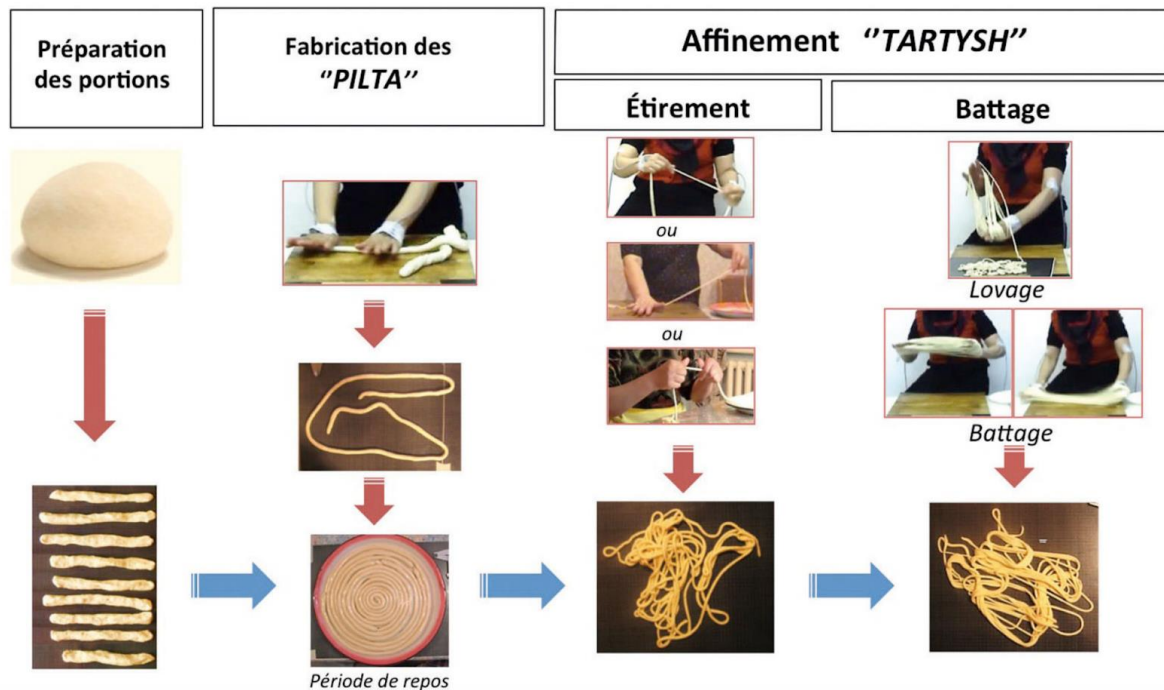 Préparation
des portions
Fabrication des
"PILTA"
Affinement "TARTYSH"
Étirement
Battage
ou
ou
Lovage
Battage
Période de repos